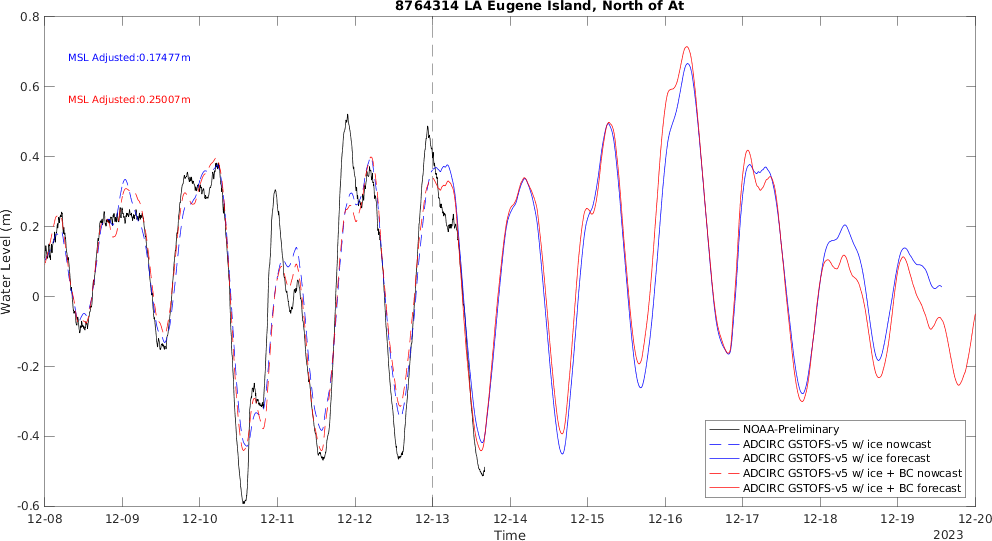 8764314 LA Eugene Island, North of At
MSL Adjusted:0.17477m
MSL Adjusted:0.25007m
Water Level (m)
0.8
0.6
0.4
0.2
0
-0.2
-0.4
-0.6
NOAA-Preliminary
ADCIRC GSTOFS-v5 w/ ice nowcast
ADCIRC GSTOFS-v5 w/ ice forecast
ADCIRC GSTOFS-v5 w/ ice + BC nowcast
ADCIRC GSTOFS-v5 w/ ice + BC forecast
12-08 12-09 12-10 12-11 12-12 12-13 12-14 12-15 12-16 12-17 12-18 12-19 12-20
Time
2023